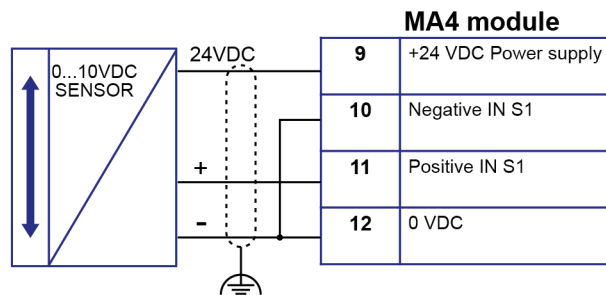 MA4 module
24VDC
9 +24 VDC Power supply
0...10VDC
SENSOR
10 Negative IN S1
+
11 Positive IN S1
-
12 0 VDC